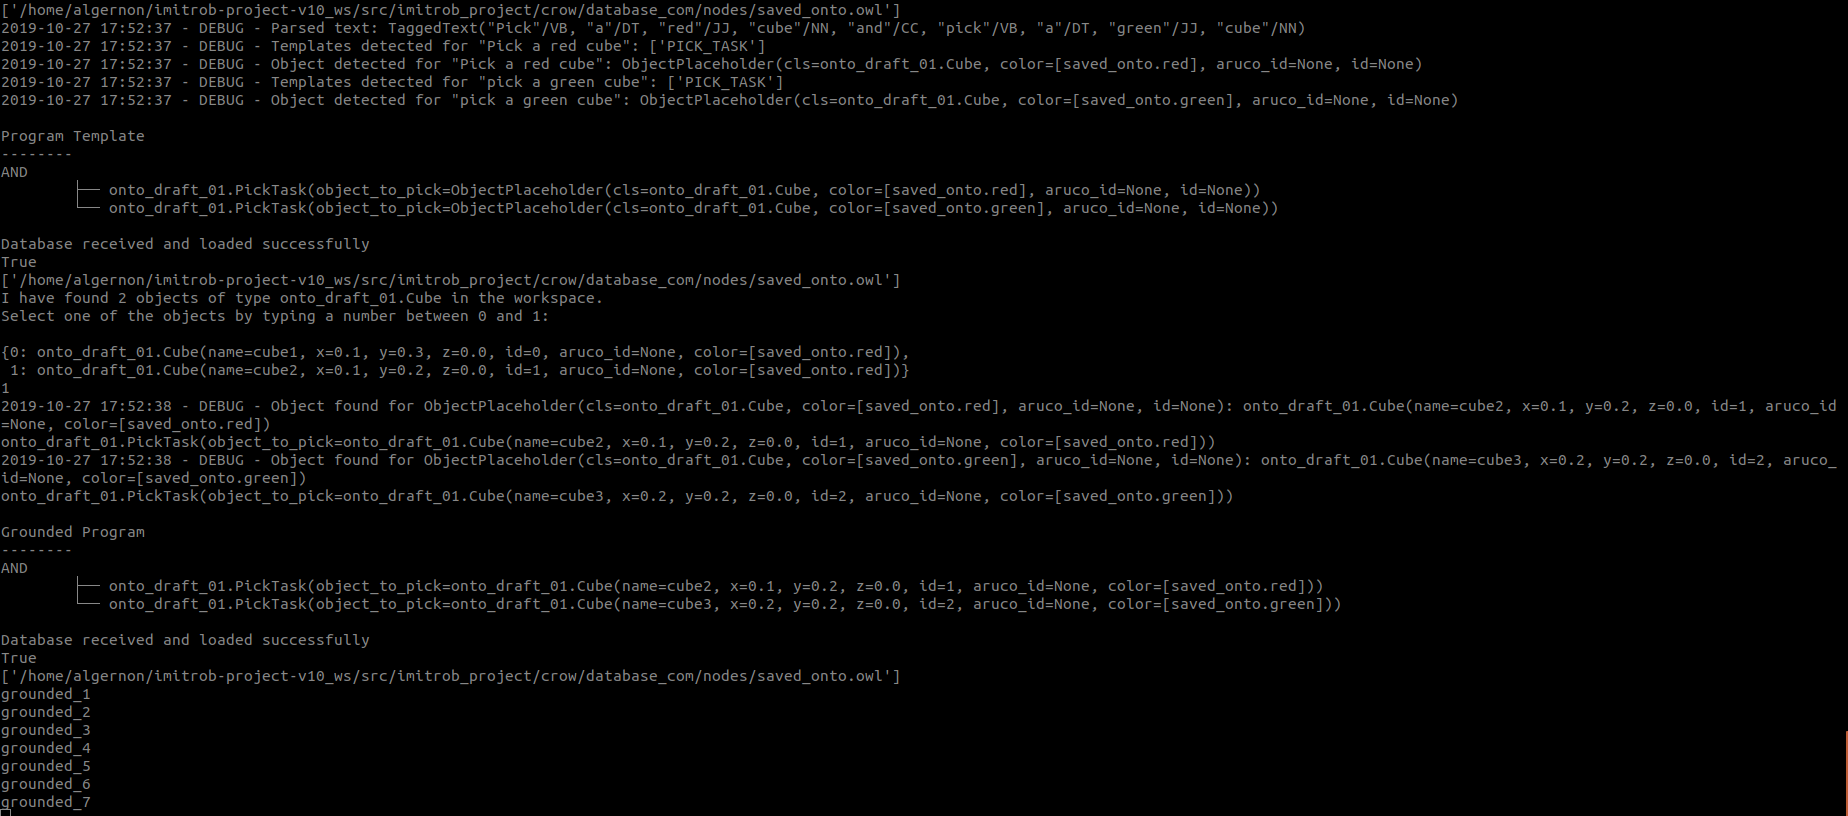 ['/home/algernon/imitrob-project-v10_ws/src/imitrob_project/crow/database_com/nodes/saved_onto.owl']
2019-10-27 17:52:37 - DEBUG - Parsed text: TaggedText("Pick"/VB, "a"/DT, "red"/JJ, "cube"/NN, "and"/CC, "pick"/VB, "a"/DT, "green"/JJ, "cube"/NN)
2019-10-27 17:52:37 - DEBUG - Templates detected for "Pick a red cube": ['PICK_TASK']
2019-10-27 17:52:37 - DEBUG - Object detected for "Pick a red cube": ObjectPlaceholder(cls=onto_draft_01.Cube, color=[saved_onto.red], aruco_id=None, id=None)
2019-10-27 17:52:37 - DEBUG - Templates detected for "pick a green cube": ['PICK_TASK']
2019-10-27 17:52:37 - DEBUG - Object detected for "pick a green cube": ObjectPlaceholder(cls=onto_draft_01.Cube, color=[saved_onto.green], aruco_id=None, id=None)
Program Template
--------
AND
├── onto_draft_01.PickTask(object_to_pick=ObjectPlaceholder(cls=onto_draft_01.Cube, color=[saved_onto.red], aruco_id=None, id=None))
└── onto_draft_01.PickTask(object_to_pick=ObjectPlaceholder(cls=onto_draft_01.Cube, color=[saved_onto.green], aruco_id=None, id=None))
Database received and loaded successfully
True
['/home/algernon/imitrob-project-v10_ws/src/imitrob_project/crow/database_com/nodes/saved_onto.owl']
I have found 2 objects of type onto_draft_01.Cube in the workspace.
Select one of the objects by typing a number between 0 and 1:
{0: onto_draft_01.Cube(name=cube1, x=0.1, y=0.3, z=0.0, id=0, aruco_id=None, color=[saved_onto.red]),
 1: onto_draft_01.Cube(name=cube2, x=0.1, y=0.2, z=0.0, id=1, aruco_id=None, color=[saved_onto.red])}
1
2019-10-27 17:52:38 - DEBUG - Object found for ObjectPlaceholder(cls=onto_draft_01.Cube, color=[saved_onto.red], aruco_id=None, id=None): onto_draft_01.Cube(name=cube2, x=0.1, y=0.2, z=0.0, id=1, aruco_id
=None, color=[saved_onto.red])
onto_draft_01.PickTask(object_to_pick=onto_draft_01.Cube(name=cube2, x=0.1, y=0.2, z=0.0, id=1, aruco_id=None, color=[saved_onto.red]))
2019-10-27 17:52:38 - DEBUG - Object found for ObjectPlaceholder(cls=onto_draft_01.Cube, color=[saved_onto.green], aruco_id=None, id=None): onto_draft_01.Cube(name=cube3, x=0.2, y=0.2, z=0.0, id=2, aruco_
id=None, color=[saved_onto.green])
onto_draft_01.PickTask(object_to_pick=onto_draft_01.Cube(name=cube3, x=0.2, y=0.2, z=0.0, id=2, aruco_id=None, color=[saved_onto.green]))
Grounded Program
--------
AND
├── onto_draft_01.PickTask(object_to_pick=onto_draft_01.Cube(name=cube2, x=0.1, y=0.2, z=0.0, id=1, aruco_id=None, color=[saved_onto.red]))
└── onto_draft_01.PickTask(object_to_pick=onto_draft_01.Cube(name=cube3, x=0.2, y=0.2, z=0.0, id=2, aruco_id=None, color=[saved_onto.green]))
Database received and loaded successfully
True
['/home/algernon/imitrob-project-v10_ws/src/imitrob_project/crow/database_com/nodes/saved_onto.owl']
grounded_1
grounded_2
grounded_3
grounded_4
grounded_5
grounded_6
grounded_7